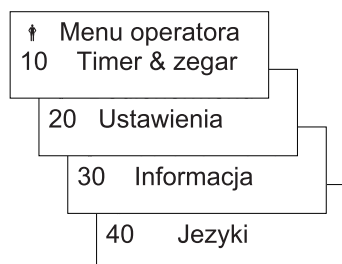 Menu operatora
10 Timer & zegar
20 Ustawienia
30 Informacja
40 Jezyki